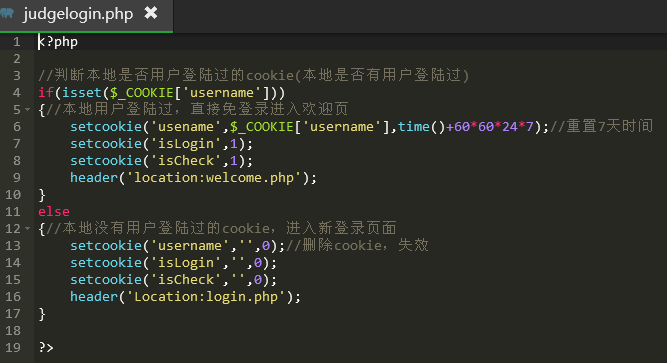 judgelogin.php ✖
1 <?php
2
3 //判断本地是否用户登陆过的cookie(本地是否有用户登陆过)
4 if(isset($_COOKIE['username']))
5 {//本地用户登陆过，直接免登录进入欢迎页
6 setcookie('usename',$_COOKIE['username'],time()+60*60*24*7);//重置7天时间
7 setcookie('isLogin',1);
8 setcookie('isCheck',1);
9 header('location:welcome.php');
10 }
11 else
12 {//本地没有用户登陆过的cookie，进入新登录页面
13 setcookie('username','',0);//删除cookie，失效
14 setcookie('isLogin','',0);
15 setcookie('isCheck','',0);
16 header('Location:login.php');
17 }
18
19 ?>